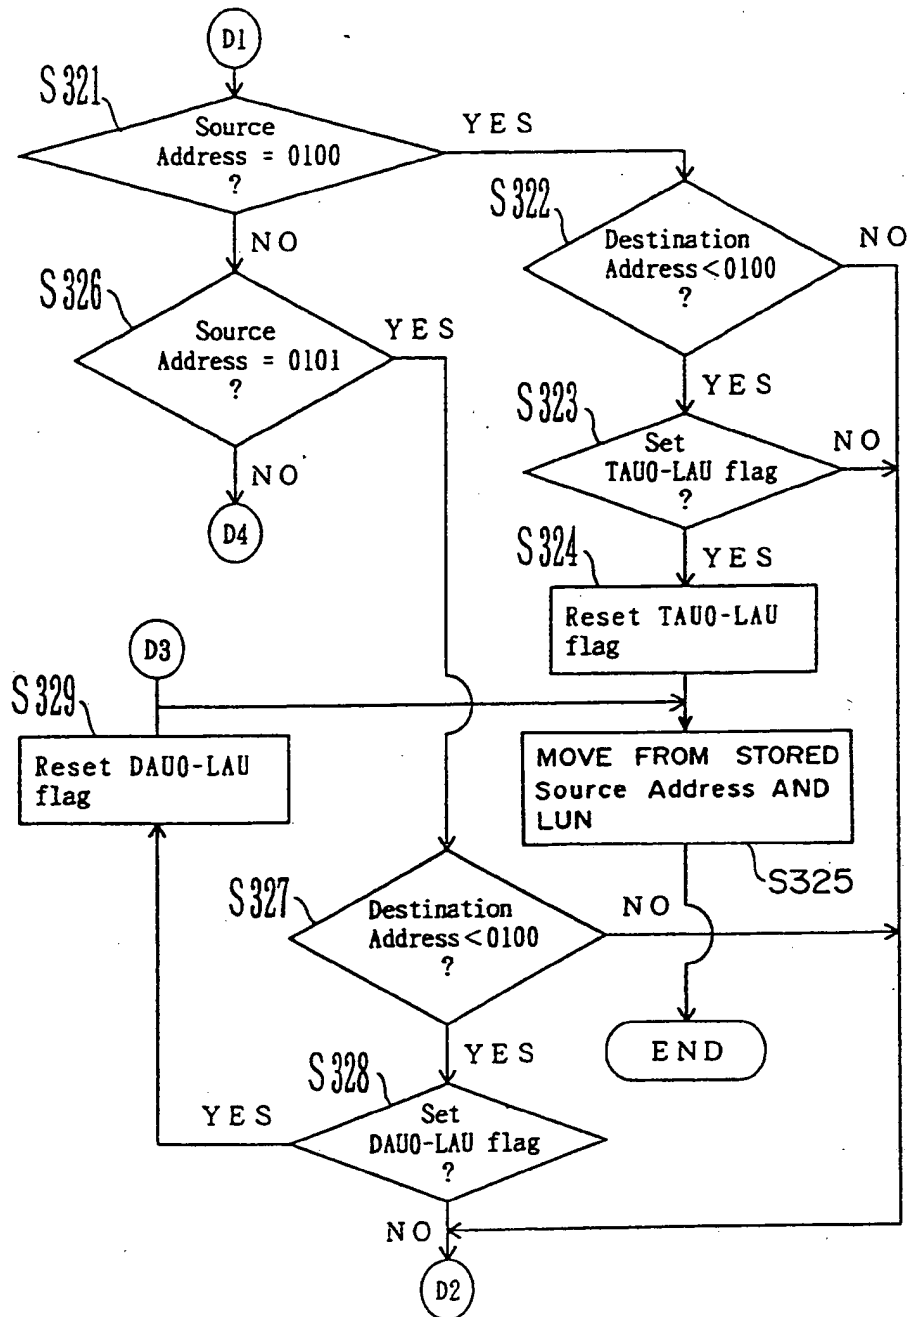 D1
S321
Source
Address = 0100
?
YES
NO
S322
Destination
Address<0100
?
NO
YES
S326
Source
Address = 0101
?
YES
NO
D4
S323
Set
TAU0-LAU flag
?
NO
YES
S324
Reset TAU0-LAU
flag
D3
S329
Reset DAU0-LAU
flag
MOVE FROM STORED
Source Address AND
LUN
S325
S327
Destination
Address<0100
?
NO
YES
END
S328
Set
DAU0-LAU flag
?
YES
NO
D2